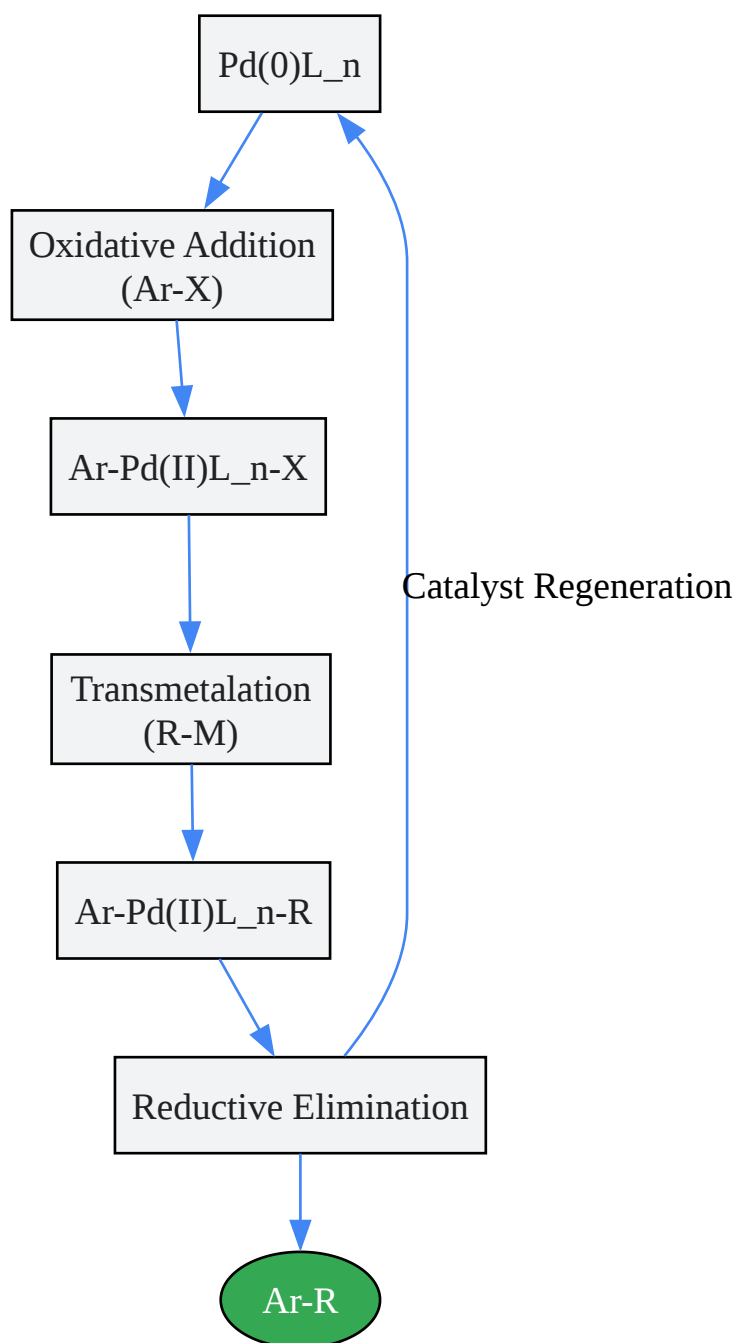 Pd(0)L_n
Oxidative Addition
(Ar-X)
Ar-Pd(II)L_n-X
Catalyst Regeneration
Transmetalation
(R-M)
Ar-Pd(II)L_n-R
Reductive Elimination
Ar-R